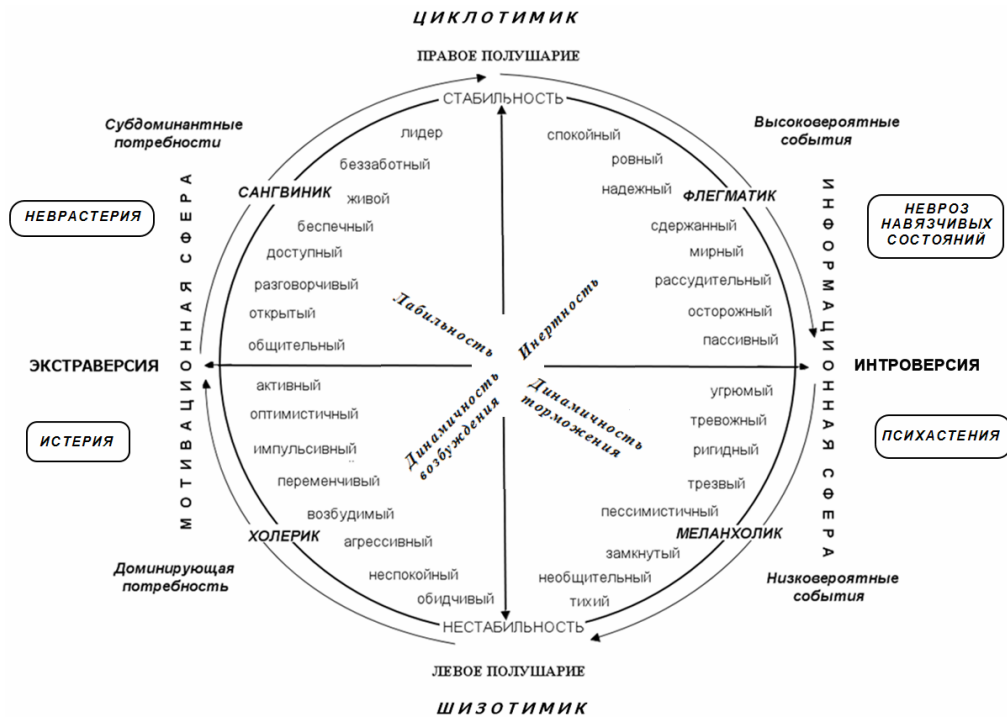 ЦИКЛОТИМИК
ПРАВОЕ ПОЛУШАРИЕ
СТАБИЛЬНОСТЬ
Субдоминантные
потребности
Высоковероятные
события
НЕВРАСТЕРИЯ
НЕВРОЗ
НАВЯЗЧИВЫХ
СОСТОЯНИЙ
МОТИВАЦИОННАЯ СФЕРА
САНГВИНИК
лидер
беззаботный
живой
беспечный
доступный
разговорчивый
открытый
общительный
спокойный
ровный
надежный
ФЛЕГМАТИК
сдержанный
мирный
рассудительный
осторожный
пассивный
ИНФОРМАЦИОННАЯ СФЕРА
Лабильность
Инертность
ЭКСТРАВЕРСИЯ
ИНТРОВЕРСИЯ
Динамичность
возбуждения
Динамичность
торможения
активный
оптимистичный
импульсивный
переменчивый
возбудимый
ХОЛЕРИК
агрессивный
неспокойный
обидчивый
угрюмый
тревожный
ригидный
трезвый
пессимистичный
МЕЛАНХОЛИК
замкнутый
необщительный
тихий
ИСТЕРИЯ
ПСИХАСТЕНИЯ
Доминирующая
потребность
Низковероятные
события
НЕСТАБИЛЬНОСТЬ
ЛЕВОЕ ПОЛУШАРИЕ
ШИЗОТИМИК